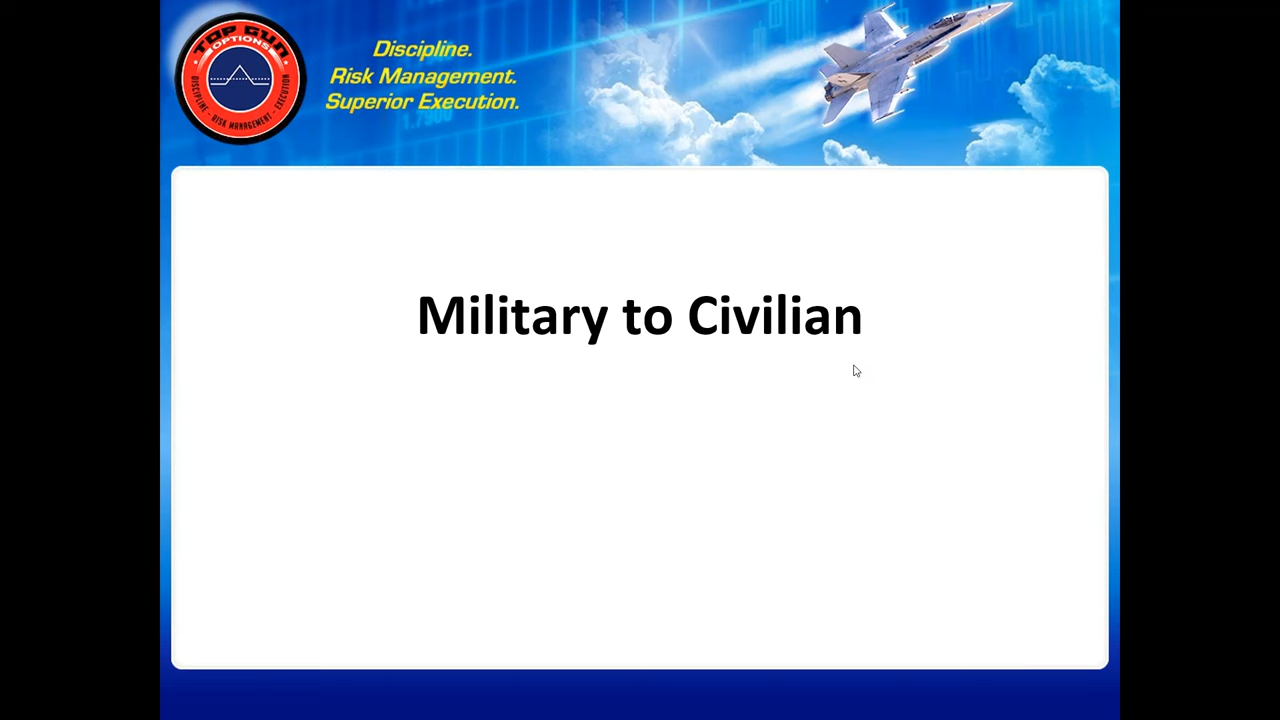 TOP GUN
OPTIONS
DISCIPLINE - RISK MANAGEMENT - EXECUTION
Discipline.
Risk Management.
Superior Execution.
Military to Civilian